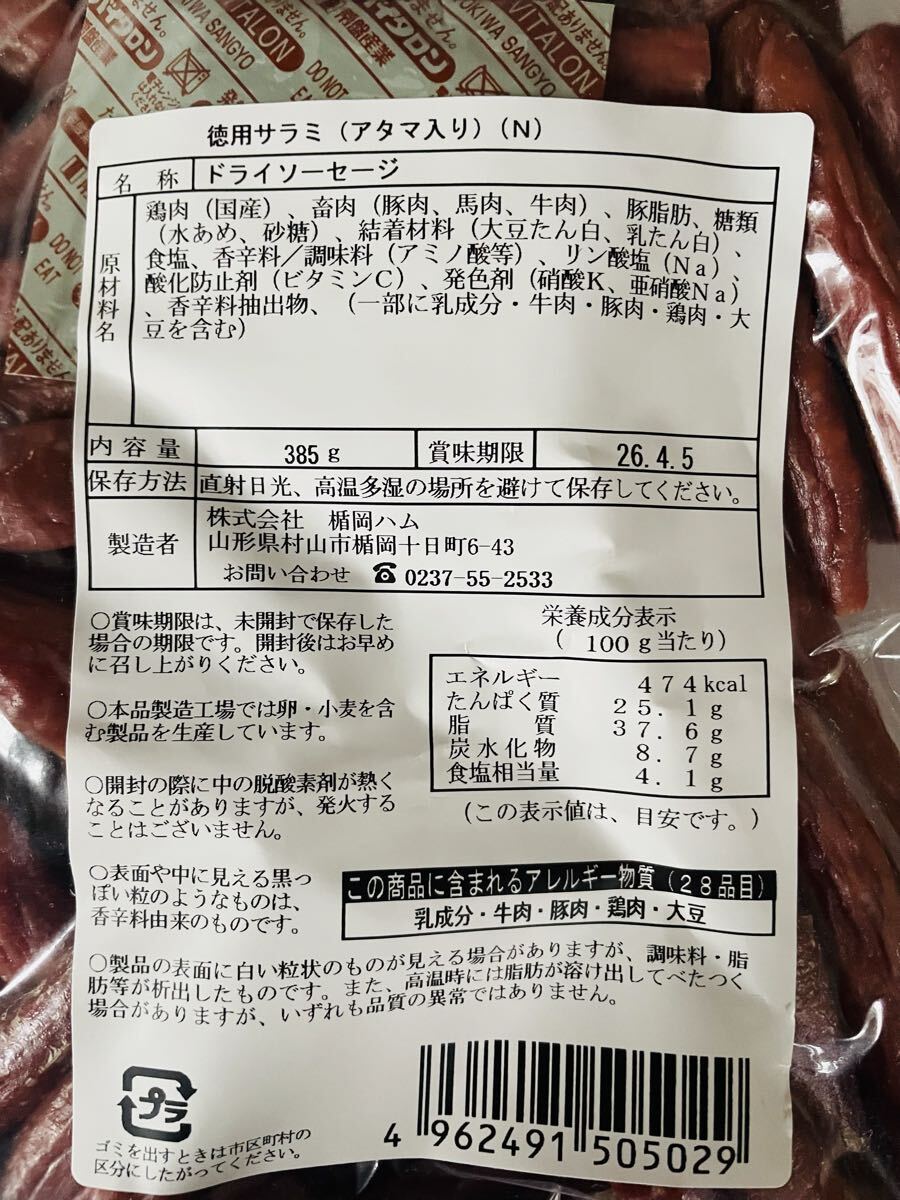 徳用サラミ（アタマ入り）（N）
名 称 ドライソーセージ
原材料名
鶏肉（国産）、畜肉（豚肉、馬肉、牛肉）、豚脂肪、糖類
（水あめ、砂糖）、結着材料（大豆たん白、乳たん白）、
食塩、香辛料／調味料（アミノ酸等）、リン酸塩（Na）、
酸化防止剤（ビタミンC）、発色剤（硝酸K、亜硝酸Na）
、香辛料抽出物、（一部に乳成分・牛肉・豚肉・鶏肉・大
豆を含む）
内容量 385g 賞味期限 26.4.5
保存方法 直射日光、高温多湿の場所を避けて保存してください。
製造者
株式会社 楯岡ハム
山形県村山市楯岡十日町6-43
お問い合わせ ☎ 0237-55-2533
○賞味期限は、未開封で保存した
場合の期限です。開封後はお早め
に召し上がりください。
○本品製造工場では卵・小麦を含
む製品を生産しています。
○開封の際に中の脱酸素剤が熱く
なることがありますが、発火する
ことはございません。
○表面や中に見える黒っ
ぽい粒のようなものは、
香辛料由来のものです。
栄養成分表示
（ 100g当たり）
エネルギー 474kcal
たんぱく質 25.1g
脂 質 37.6g
炭水化物 8.7g
食塩相当量 4.1g
（この表示値は、目安です。）
この商品に含まれるアレルギー物質（28品目）
乳成分・牛肉・豚肉・鶏肉・大豆
○製品の表面に白い粒状のものが見える場合がありますが、調味料・脂
肪等が析出したものです。また、高温時には脂肪が溶け出してべたつく
場合がありますが、いずれも品質の異常ではありません。
プラ
ゴミを出すときは市区町村の
区分にしたがってください。
4 962491 505029
VITALON
TOKIWA SANGYO
DO NOT
EAT
バイタロン
常盤産業